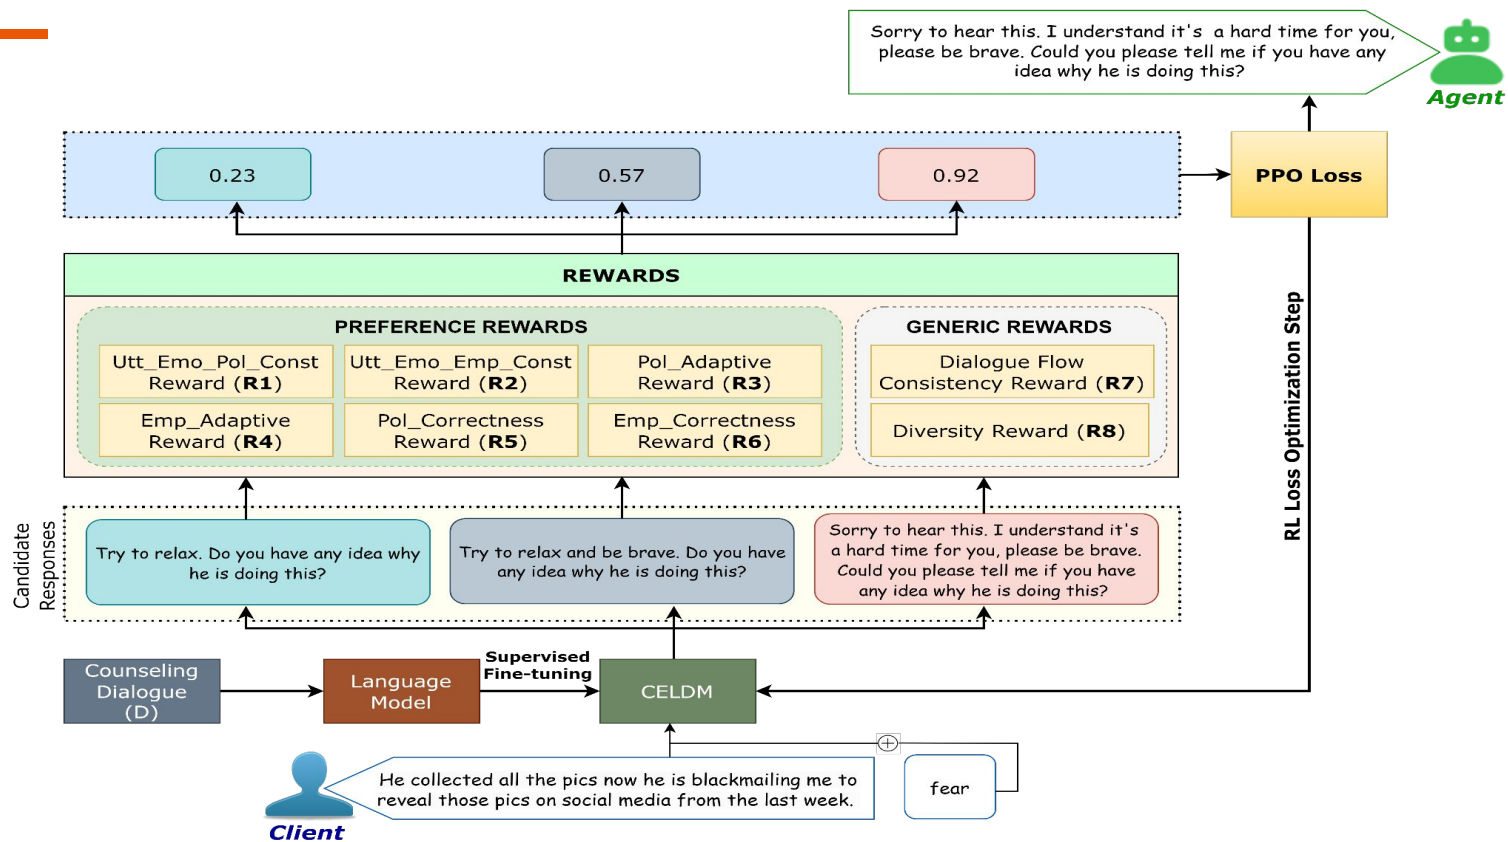 Sorry to hear this. I understand it's a hard time for you,
please be brave. Could you please tell me if you have any
idea why he is doing this?
Agent
0.23
0.57
0.92
PPO Loss
REWARDS
PREFERENCE REWARDS
Utt_Emo_Pol_Const
Reward (R1)
Utt_Emo_Emp_Const
Reward (R2)
Pol_Adaptive
Reward (R3)
Emp_Adaptive
Reward (R4)
Pol_Correctness
Reward (R5)
Emp_Correctness
Reward (R6)
GENERIC REWARDS
Dialogue Flow
Consistency Reward (R7)
Diversity Reward (R8)
RL Loss Optimization Step
Candidate
Responses
Try to relax. Do you have any idea why
he is doing this?
Try to relax and be brave. Do you have
any idea why he is doing this?
Sorry to hear this. I understand it's
a hard time for you, please be brave.
Could you please tell me if you have
any idea why he is doing this?
Counseling
Dialogue
(D)
Language
Model
Supervised
Fine-tuning
CELDM
He collected all the pics now he is blackmailing me to
reveal those pics on social media from the last week.
fear
Client